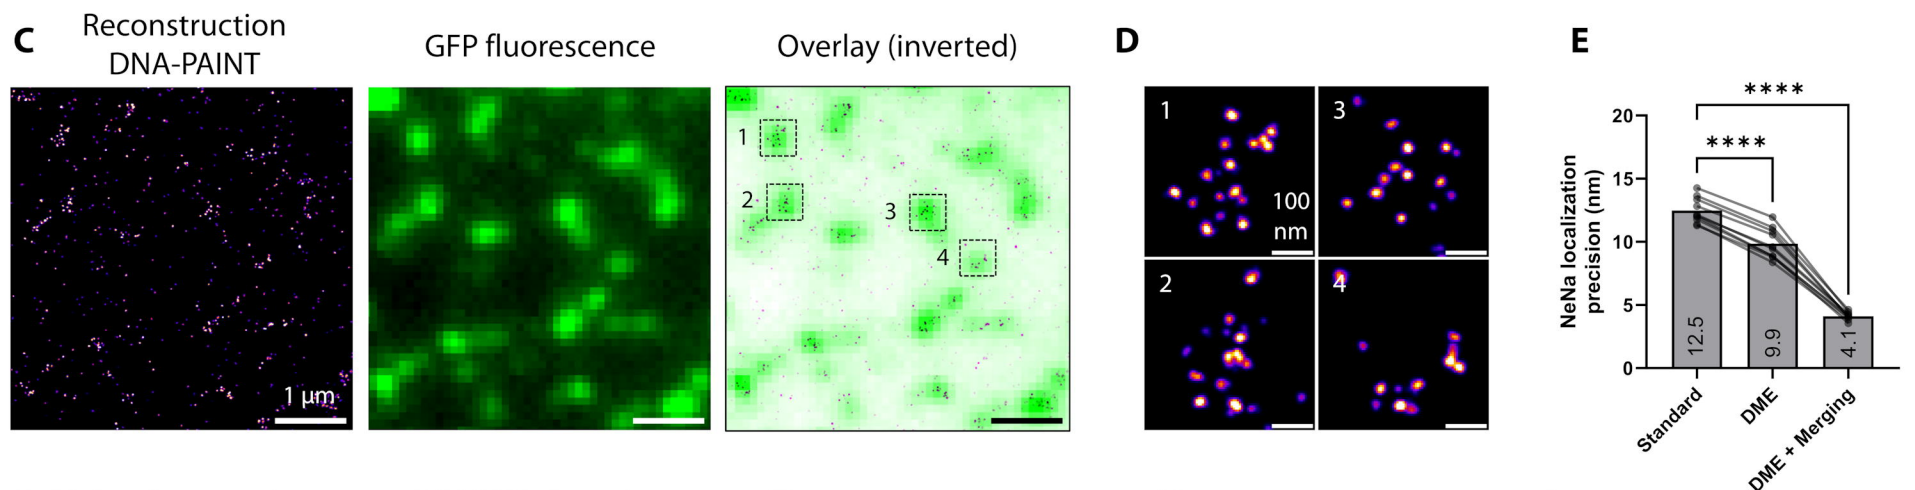 C
Reconstruction
DNA-PAINT
1 µm
GFP fluorescence
Overlay (inverted)
1
2
3
4
D
1
100
nm
3
2
4
E
NeNa localization
precision (nm)
20
15
10
5
0
****
****
12.5
9.9
4.1
Standard
DME
DME + Merging